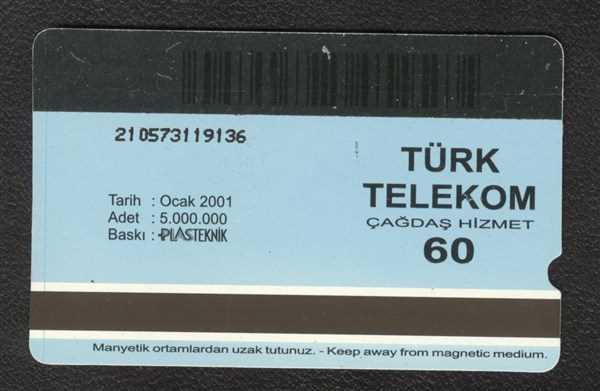 210573119136
TÜRK
TELEKOM
ÇAĞDAŞ HİZMET
60
Tarih : Ocak 2001
Adet : 5.000.000
Baskı : PLASTEKNİK
Manyetik ortamlardan uzak tutunuz. - Keep away from magnetic medium.